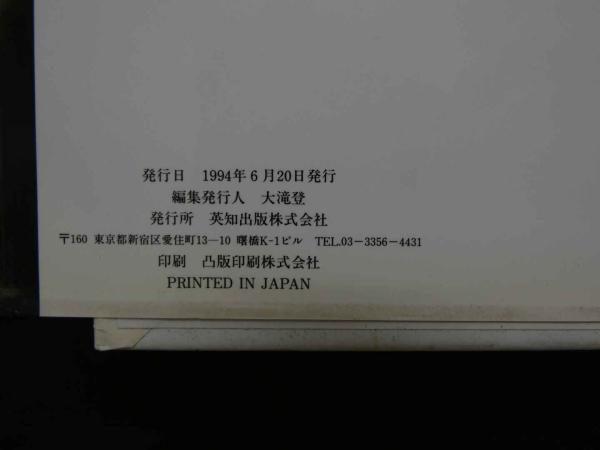 発行日　1994年6月20日発行
編集発行人　大滝登
発行所　英知出版株式会社
〒160 東京都新宿区愛住町13—10 曙橋K-1ビル　TEL.03-3356-4431
印刷　凸版印刷株式会社
PRINTED IN JAPAN